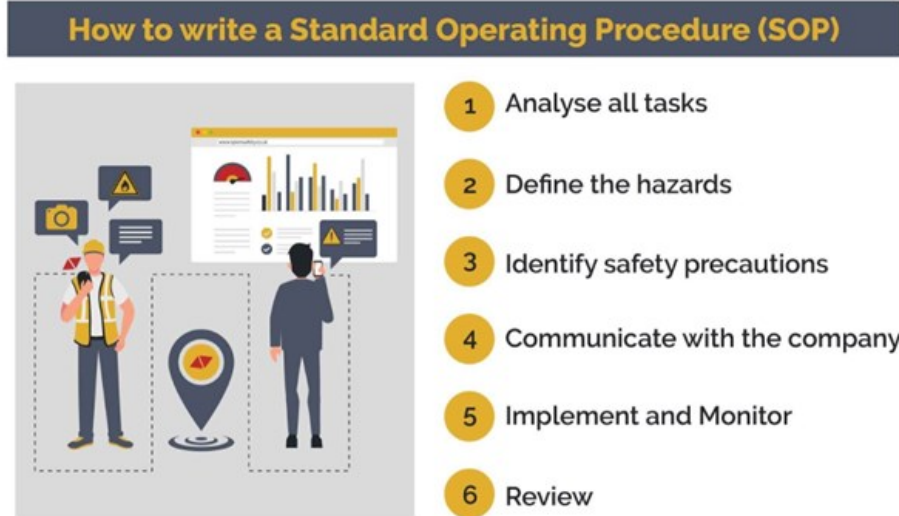 How to write a Standard Operating Procedure (SOP)
1 Analyse all tasks
2 Define the hazards
3 Identify safety precautions
4 Communicate with the company
5 Implement and Monitor
6 Review